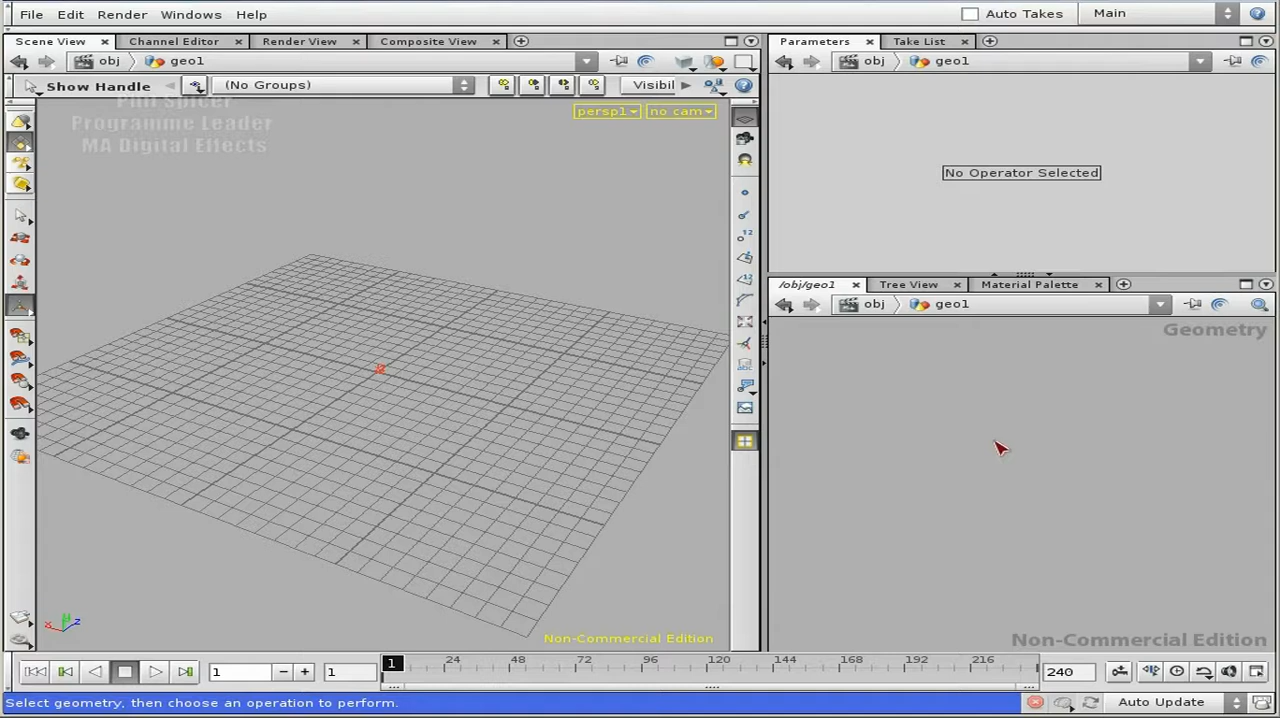 File Edit Render Windows Help
Auto Takes Main
Scene View Channel Editor Render View Composite View
Parameters Take List
obj geo1
obj geo1
Show Handle (No Groups) Visibil
Phil Spicer
Programme Leader
MA Digital Effects
persp1 no cam
No Operator Selected
/obj/geo1 Tree View Material Palette
obj geo1
Geometry
Non-Commercial Edition
Non-Commercial Edition
1 1 1 24 48 72 96 120 144 168 192 216 240
Select geometry, then choose an operation to perform.
Auto Update